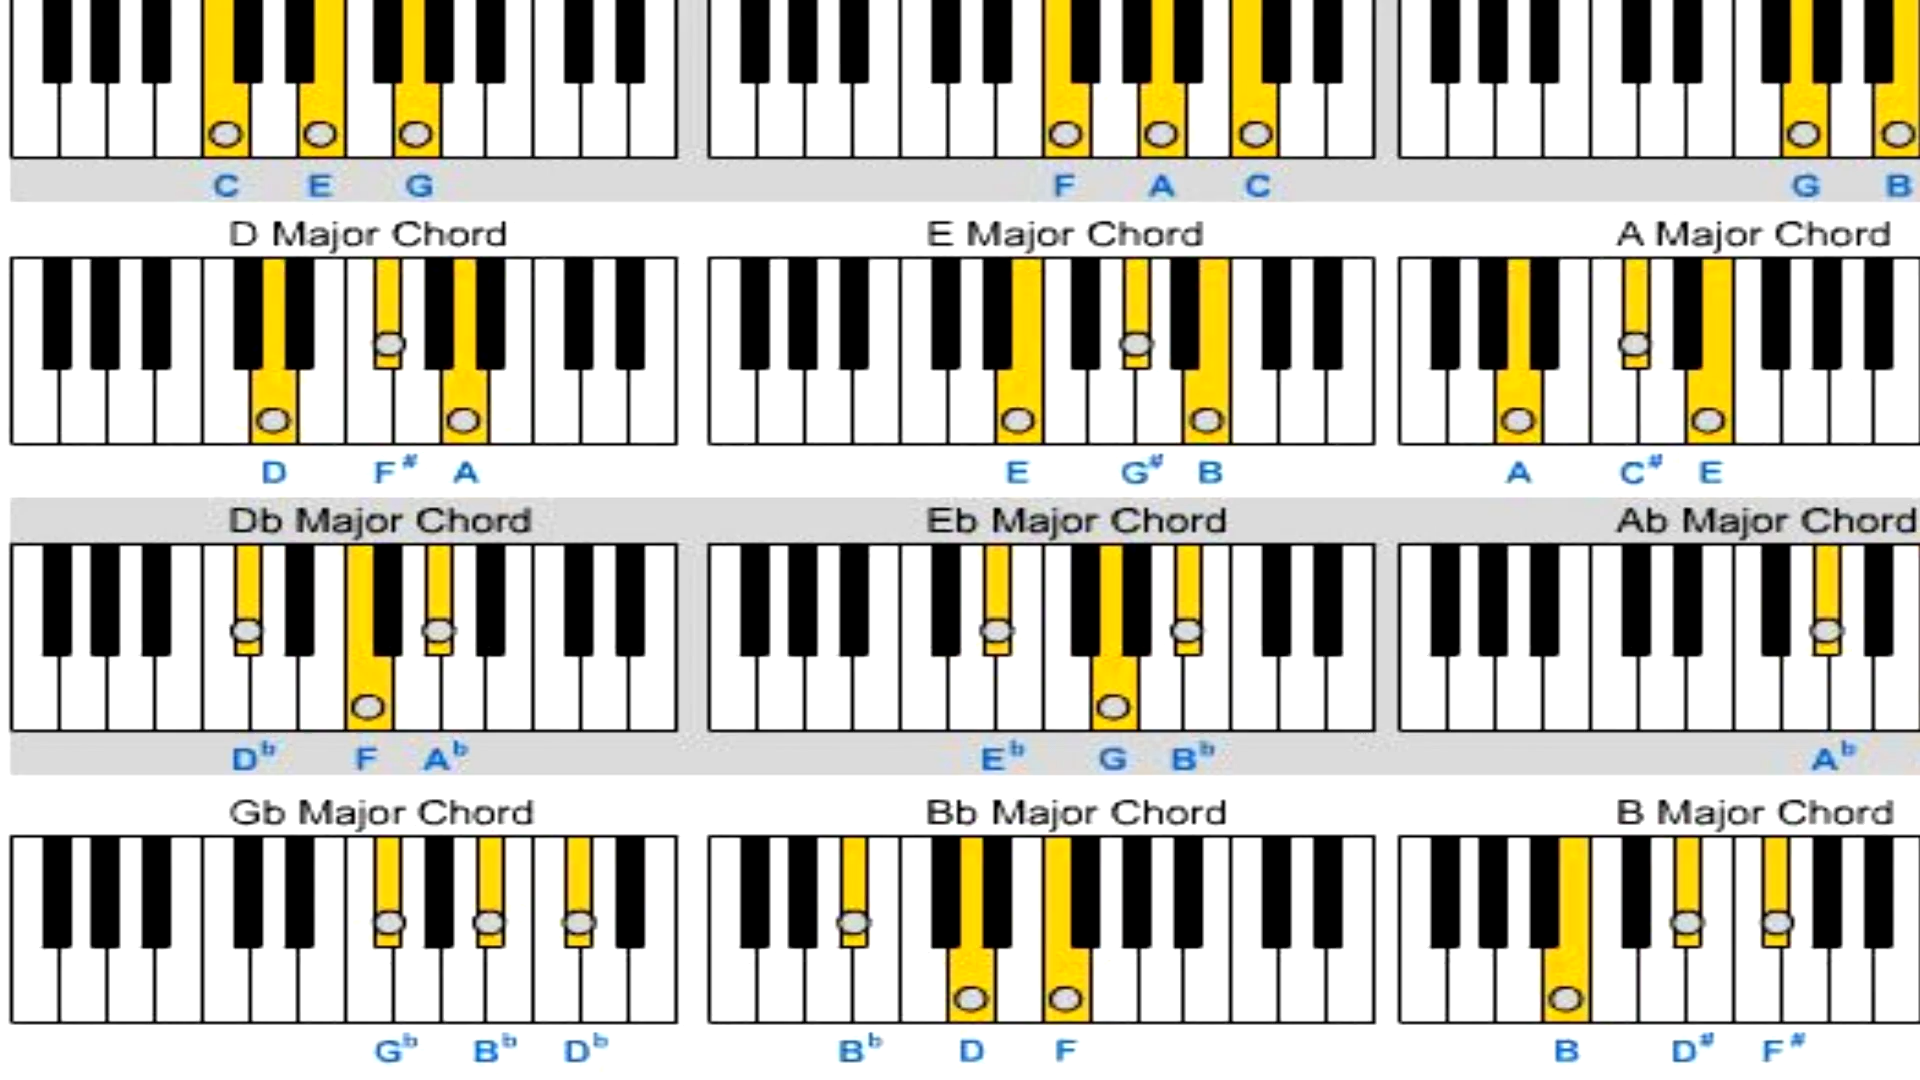 C E G F A C G B
D Major Chord E Major Chord A Major Chord
D F# A E G# B A C# E
Db Major Chord Eb Major Chord Ab Major Chord
Db F Ab Eb G Bb Ab
Gb Major Chord Bb Major Chord B Major Chord
Gb Bb Db Bb D F B D# F#